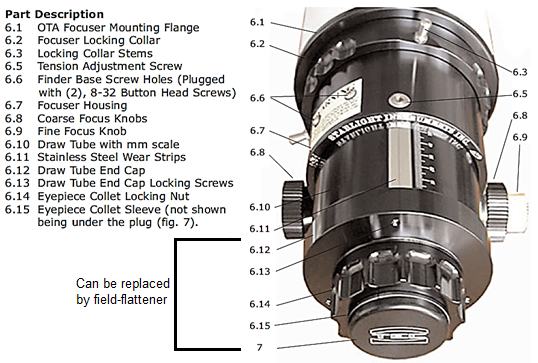 Part Description
6.1 OTA Focuser Mounting Flange
6.2 Focuser Locking Collar
6.3 Locking Collar Stems
6.5 Tension Adjustment Screw
6.6 Finder Base Screw Holes (Plugged
with (2), 8-32 Button Head Screws)
6.7 Focuser Housing
6.8 Coarse Focus Knobs
6.9 Fine Focus Knob
6.10 Draw Tube with mm scale
6.11 Stainless Steel Wear Strips
6.12 Draw Tube End Cap
6.13 Draw Tube End Cap Locking Screws
6.14 Eyepiece Collet Locking Nut
6.15 Eyepiece Collet Sleeve (not shown
being under the plug (fig. 7).
Can be replaced
by field-flattener
6.1
6.2
6.3
6.6
6.5
6.7
STARLIGHT INSTRUMENTS, INC.
6.8
6.8
6.9
6.10
6.11
6.12
6.13
6.14
6.15
7